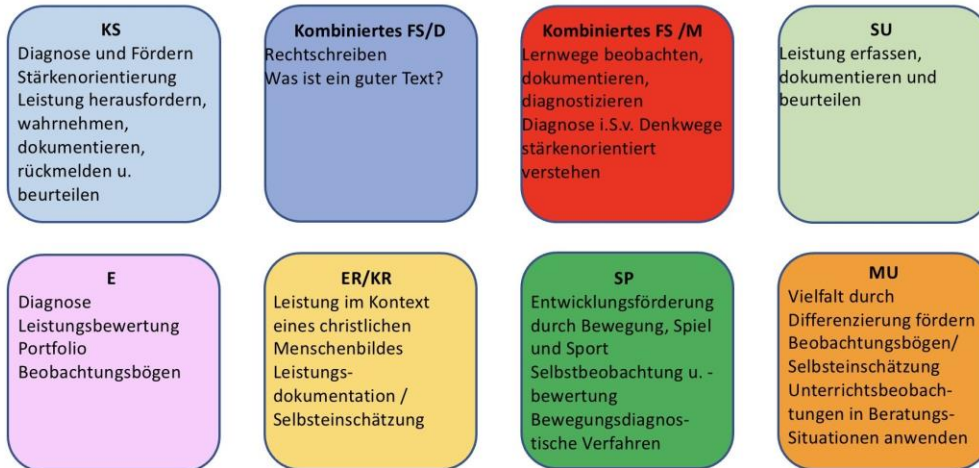 KS
Diagnose und Fördern
Stärkenorientierung
Leistung herausfordern,
wahrnehmen,
dokumentieren,
rückmelden u.
beurteilen
Kombiniertes FS/D
Rechtschreiben
Was ist ein guter Text?
Kombiniertes FS /M
Lernwege beobachten,
dokumentieren,
diagnostizieren
Diagnose i.S.v. Denkwege
stärkenorientiert
verstehen
SU
Leistung erfassen,
dokumentieren und
beurteilen
E
Diagnose
Leistungsbewertung
Portfolio
Beobachtungsbögen
ER/KR
Leistung im Kontext
eines christlichen
Menschenbildes
Leistungs-
dokumentation /
Selbsteinschätzung
SP
Entwicklungsförderung
durch Bewegung, Spiel
und Sport
Selbstbeobachtung u. -
bewertung
Bewegungsdiagnos-
tische Verfahren
MU
Vielfalt durch
Differenzierung fördern
Beobachtungsbögen/
Selbsteinschätzung
Unterrichtsbeobach-
tungen in Beratungs-
Situationen anwenden